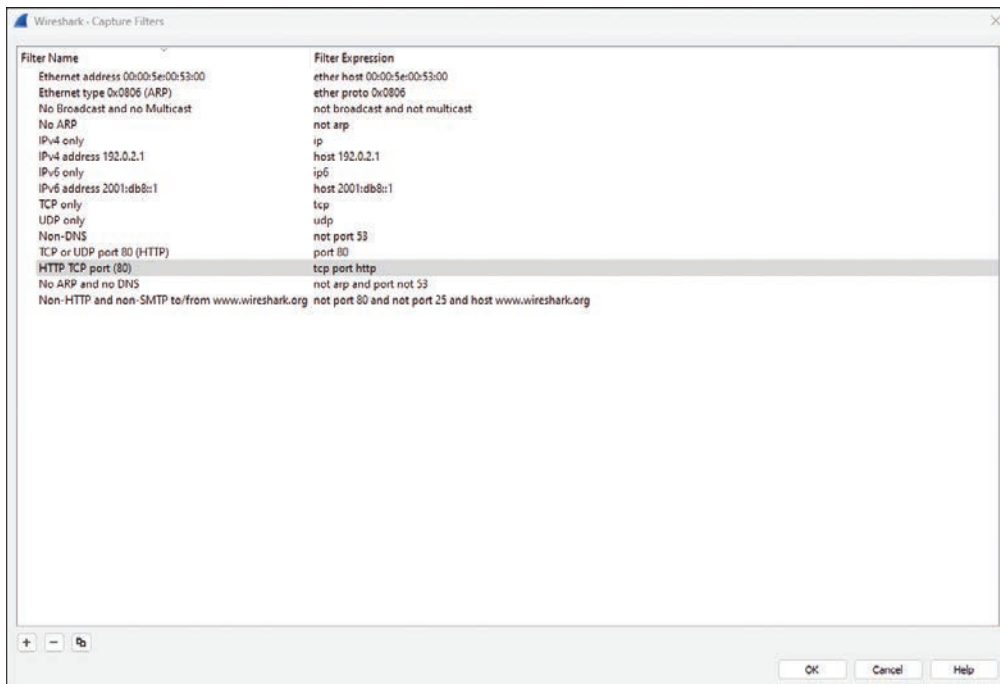 Wireshark - Capture Filters
Filter Name Filter Expression
Ethernet address 00:00:5e:00:53:00 ether host 00:00:5e:00:53:00
Ethernet type 0x0806 (ARP) ether proto 0x0806
No Broadcast and no Multicast not broadcast and not multicast
No ARP not arp
IPv4 only ip
IPv4 address 192.0.2.1 host 192.0.2.1
IPv6 only ip6
IPv6 address 2001:db8::1 host 2001:db8::1
TCP only tcp
UDP only udp
Non-DNS not port 53
TCP or UDP port 80 (HTTP) port 80
HTTP TCP port (80) tcp port http
No ARP and no DNS not arp and port not 53
Non-HTTP and non-SMTP to/from www.wireshark.org not port 80 and not port 25 and host www.wireshark.org
OK Cancel Help